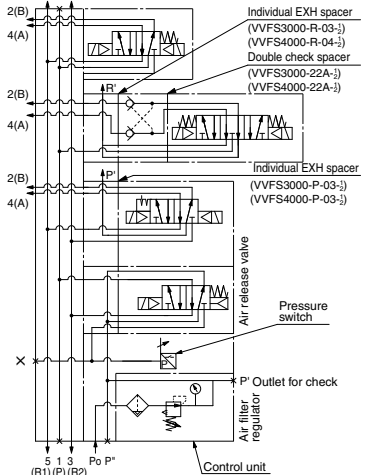 Individual EXH spacer
2(B)
4(A)
(VVFS3000-R-03-½)
(VVFS4000-R-04-½)
Double check spacer
(VVFS3000-22A-½)
(VVFS4000-22A-½)
R'
2(B)
4(A)
P'
Individual EXH spacer
2(B)
4(A)
(VVFS3000-P-03-½)
(VVFS4000-P-03-½)
Air release valve
Pressure
switch
X
P' Outlet for check
Air filter
regulator
5 1 3 Po P"
(R1) (P) (R2)
Control unit